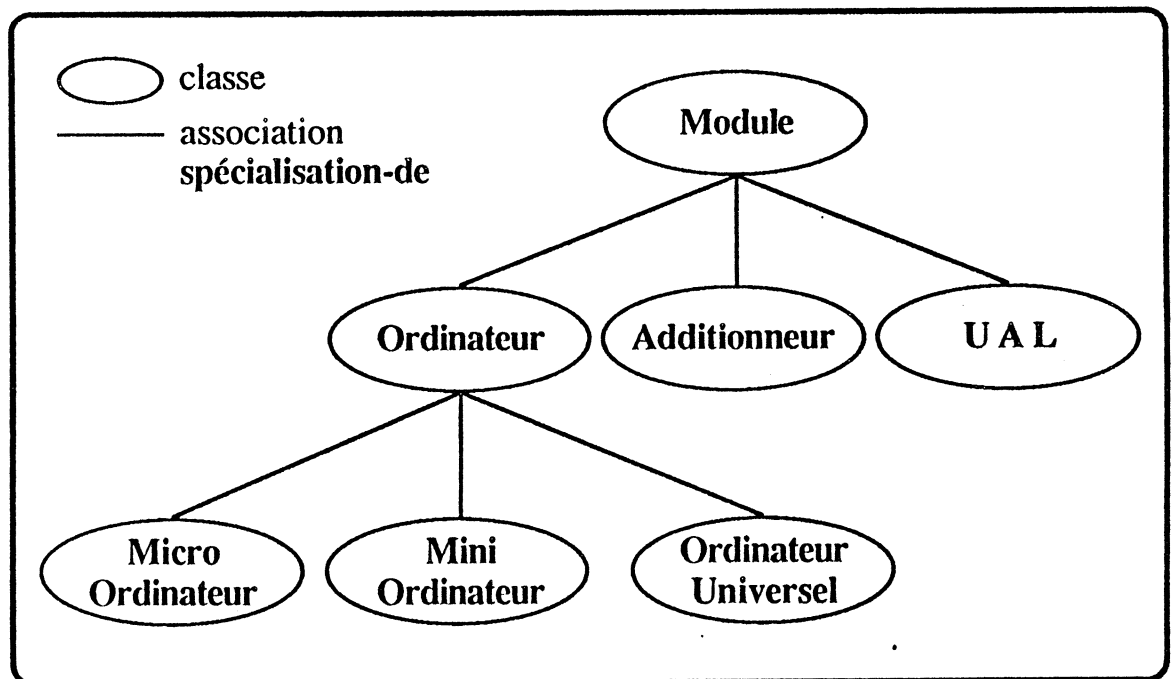 classe
association
spécialisation-de
Module
Ordinateur
Additionneur
U A L
Micro
Ordinateur
Mini
Ordinateur
Ordinateur
Universel